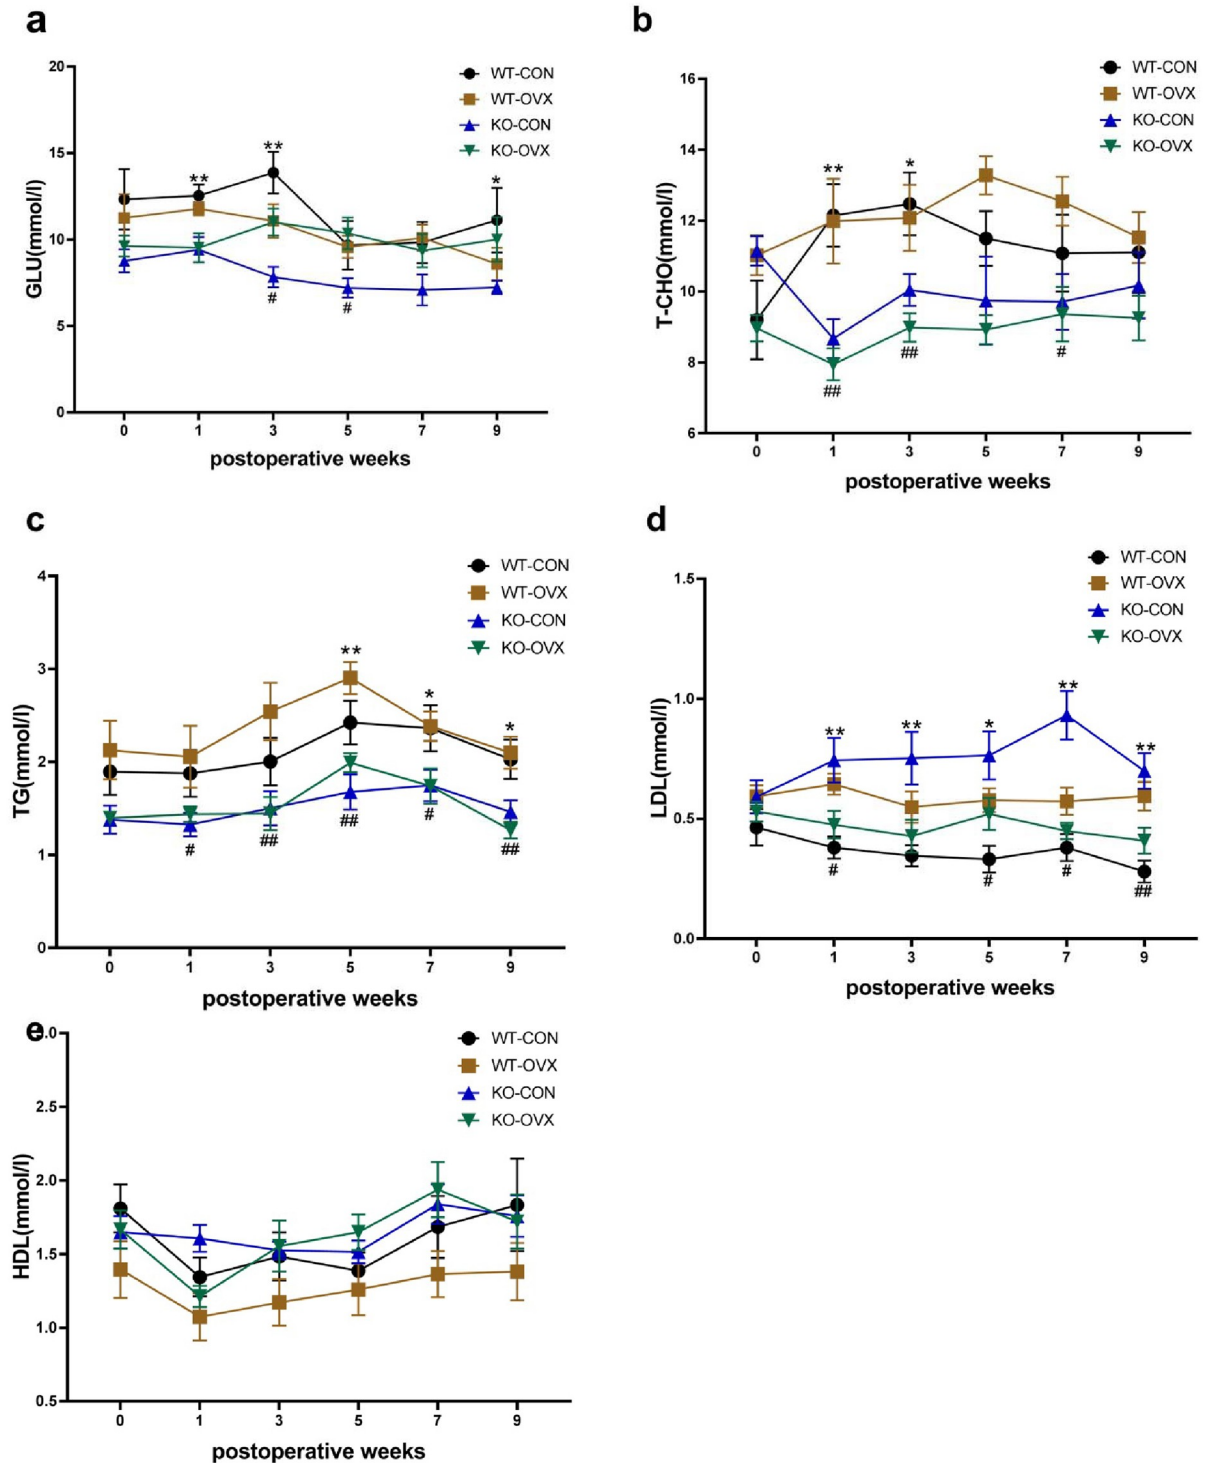 a
20
15
10
5
0
GLU(mmol/l)
WT-CON
WT-OVX
KO-CON
KO-OVX
** ** *
# #
0 1 3 5 7 9
postoperative weeks
b
16
14
12
10
8
6
T-CHO(mmol/l)
WT-CON
WT-OVX
KO-CON
KO-OVX
** *
## ## #
0 1 3 5 7 9
postoperative weeks
c
4
3
2
1
0
TG(mmol/l)
WT-CON
WT-OVX
KO-CON
KO-OVX
** * *
# ## ## # ##
0 1 3 5 7 9
postoperative weeks
d
1.5
1.0
0.5
0.0
LDL(mmol/l)
WT-CON
WT-OVX
KO-CON
KO-OVX
** ** * ** **
# # # ##
0 1 3 5 7 9
postoperative weeks
e
.0
2.5
2.0
1.5
1.0
0.5
HDL(mmol/l)
WT-CON
WT-OVX
KO-CON
KO-OVX
0 1 3 5 7 9
postoperative weeks